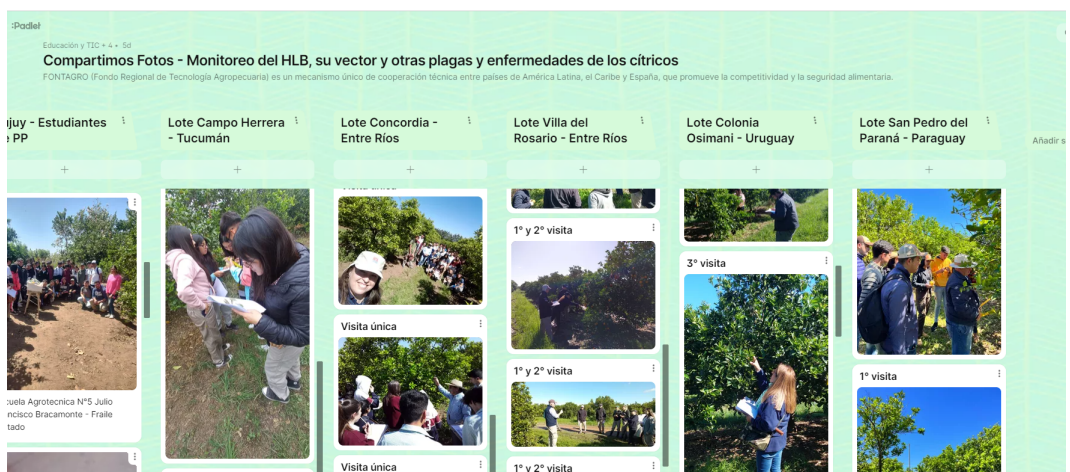 :Padlet
Educación y TIC + 4 • 5d
Compartimos Fotos - Monitoreo del HLB, su vector y otras plagas y enfermedades de los cítricos
FONTAGRO (Fondo Regional de Tecnología Agropecuaria) es un mecanismo único de cooperación técnica entre países de América Latina, el Caribe y España, que promueve la competitividad y la seguridad alimentaria.
ujuy - Estudiantes
e PP
Lote Campo Herrera
- Tucumán
Lote Concordia -
Entre Ríos
Lote Villa del
Rosario - Entre Ríos
Lote Colonia
Osimani - Uruguay
Lote San Pedro del
Paraná - Paraguay
Añadir s
cuela Agrotecnica N°5 Julio
ncisco Bracamonte - Fraile
tado
Visita única
Visita única
Visita única
1° y 2° visita
1° y 2° visita
1° y 2° visita
3° visita
1° visita